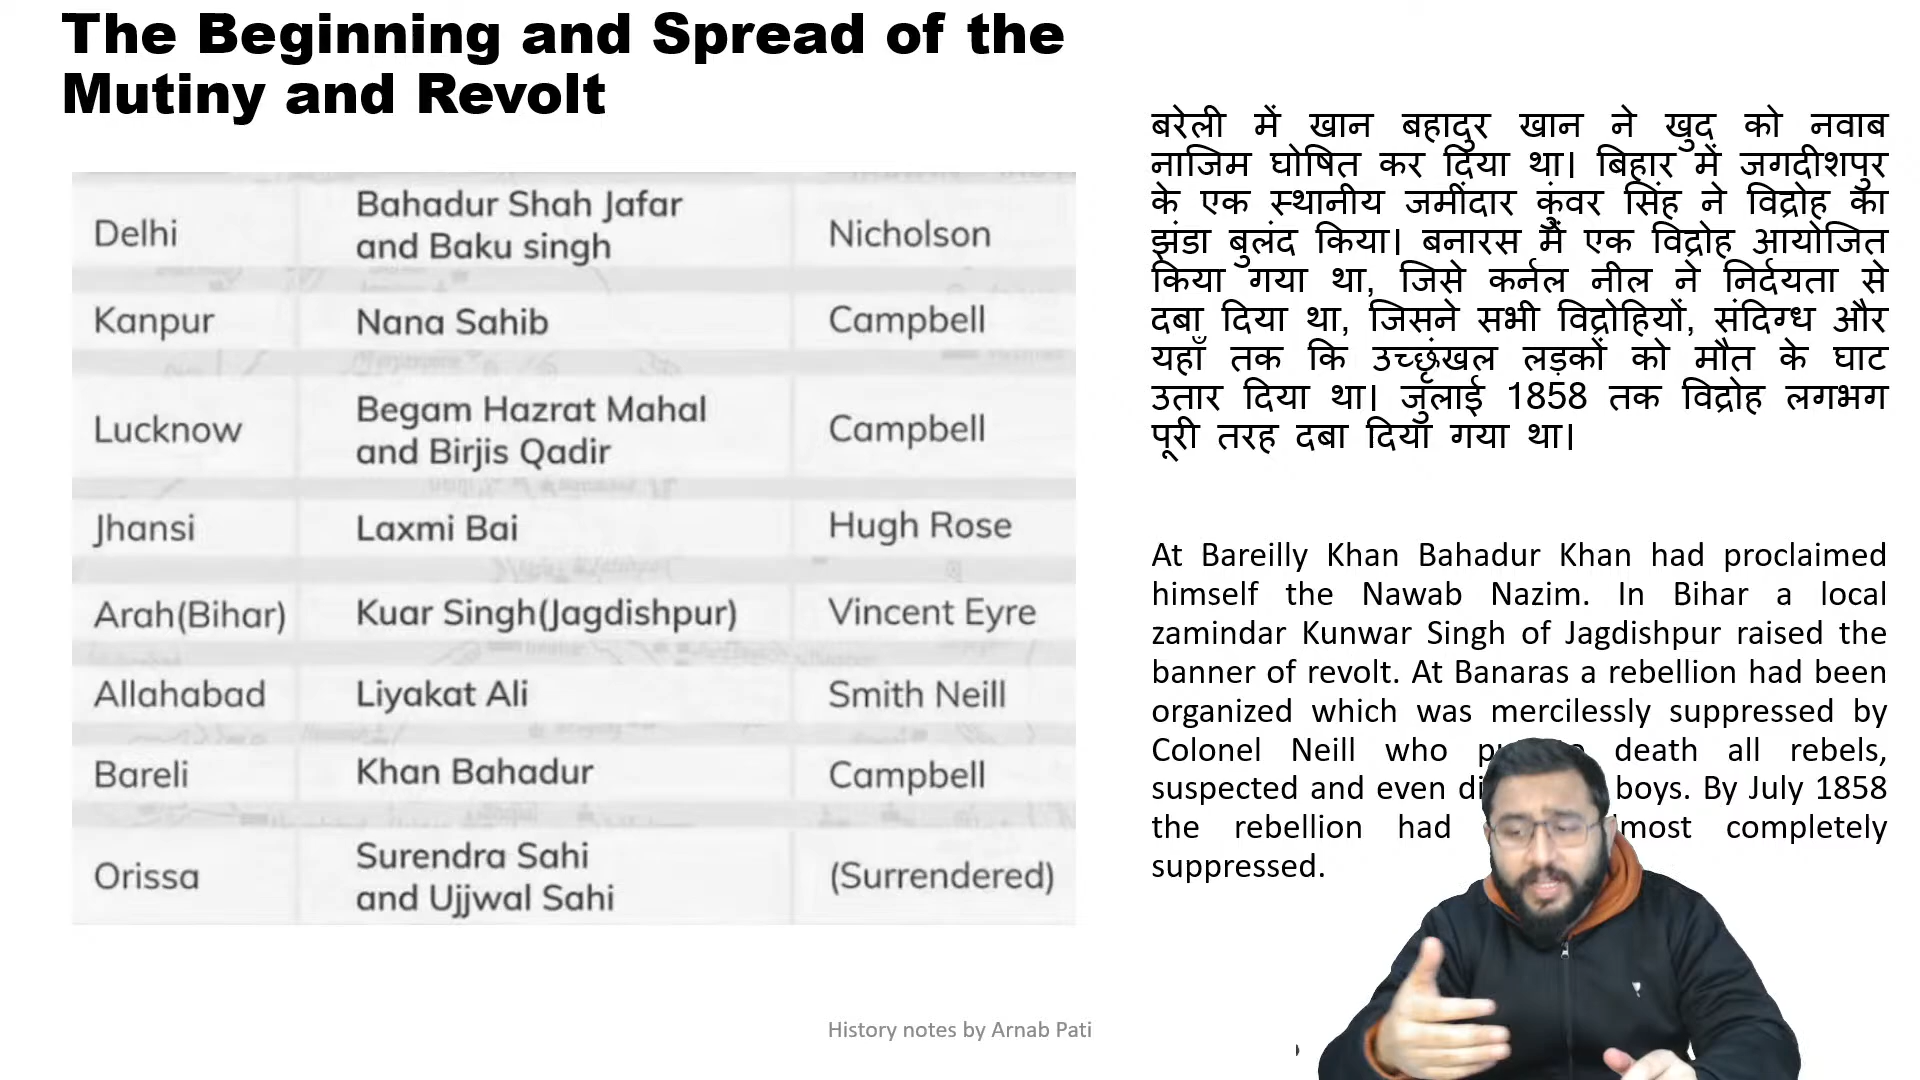 The Beginning and Spread of the
Mutiny and Revolt
Delhi
Bahadur Shah Jafar
and Baku singh
Nicholson
Kanpur
Nana Sahib
Campbell
Lucknow
Begam Hazrat Mahal
and Birjis Qadir
Campbell
Jhansi
Laxmi Bai
Hugh Rose
Arah(Bihar)
Kuar Singh(Jagdishpur)
Vincent Eyre
Allahabad
Liyakat Ali
Smith Neill
Bareli
Khan Bahadur
Campbell
Orissa
Surendra Sahi
and Ujjwal Sahi
(Surrendered)
बरेली में खान बहादुर खान ने खुद को नवाब
नाजिम घोषित कर दिया था। बिहार में जगदीशपुर
के एक स्थानीय जमींदार कुंवर सिंह ने विद्रोह का
झंडा बुलंद किया। बनारस में एक विद्रोह आयोजित
किया गया था, जिसे कर्नल नील ने निर्दयता से
दबा दिया था, जिसने सभी विद्रोहियों, संदिग्ध और
यहाँ तक कि उच्छृंखल लड़कों को मौत के घाट
उतार दिया था। जुलाई 1858 तक विद्रोह लगभग
पूरी तरह दबा दिया गया था।
At Bareilly Khan Bahadur Khan had proclaimed
himself the Nawab Nazim. In Bihar a local
zamindar Kunwar Singh of Jagdishpur raised the
banner of revolt. At Banaras a rebellion had been
organized which was mercilessly suppressed by
Colonel Neill who death all rebels,
suspected and even boys. By July 1858
the rebellion had completely
suppressed.
History notes by Arnab Pati